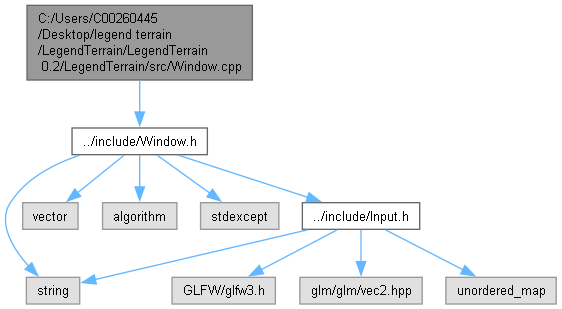 C:/Users/C00260445
/Desktop/legend terrain
/LegendTerrain/LegendTerrain
0.2/LegendTerrain/src/Window.cpp
../include/Window.h
vector
algorithm
stdexcept
../include/Input.h
string
GLFW/glfw3.h
glm/glm/vec2.hpp
unordered_map